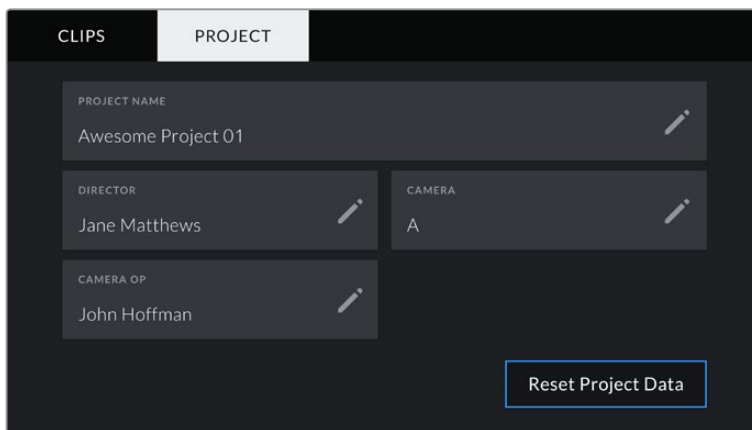 CLIPS PROJECT
PROJECT NAME
Awesome Project 01
DIRECTOR
Jane Matthews
CAMERA
A
CAMERA OP
John Hoffman
Reset Project Data